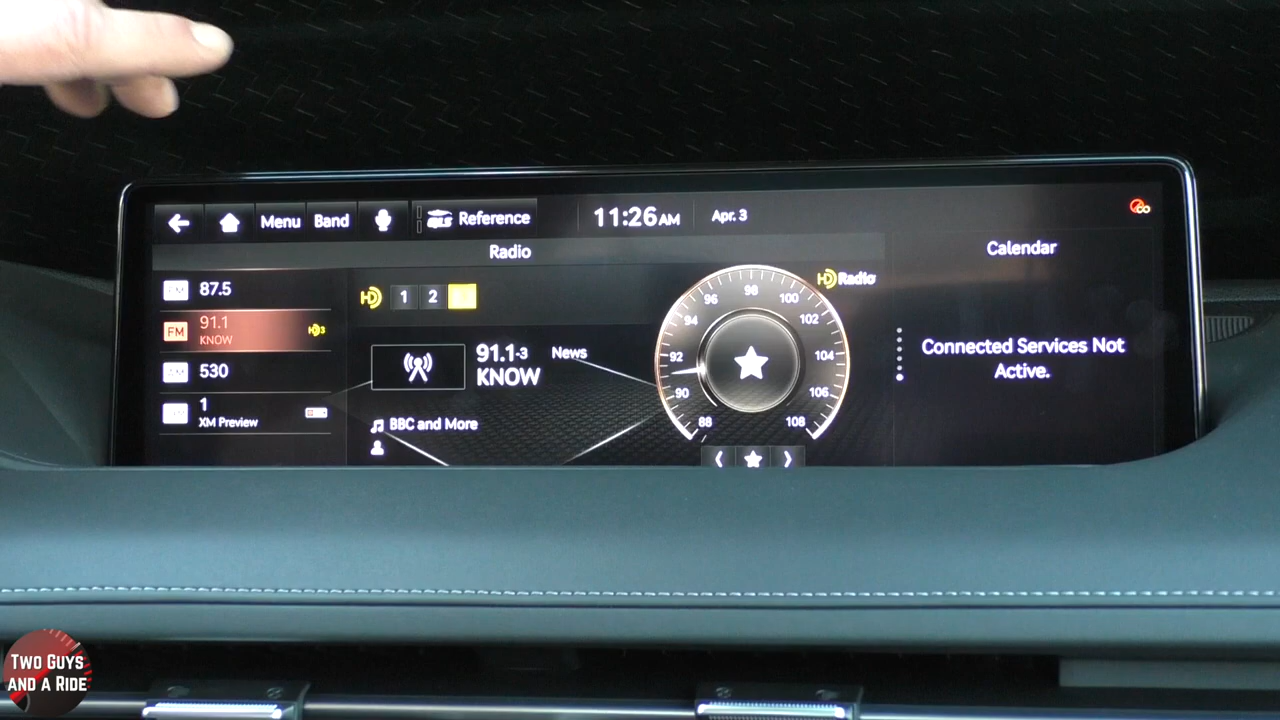 Menu
Band
Reference
11:26 AM
Apr. 3
Radio
Calendar
87.5
FM
91.1
KNOW
HD3
530
1
XM Preview
HD
1
2
91.1-3
News
KNOW
BBC and More
HD Radio
88
90
92
94
96
98
100
102
104
106
108
Connected Services Not
Active.
TWO GUYS
AND A RIDE